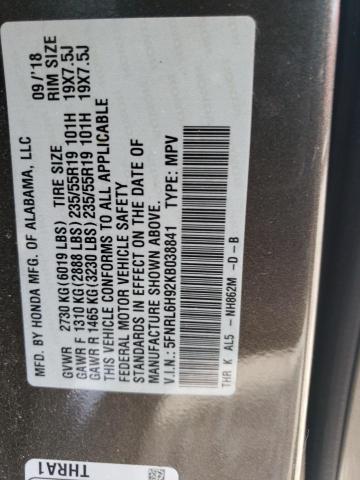 MFD. BY HONDA MFG. OF ALABAMA, LLC 09/'18
TIRE SIZE RIM SIZE
GVWR 2730 KG (6019 LBS)
GAWR F 1310 KG (2888 LBS) 235/55R19 101H 19X7.5J
GAWR R 1465 KG (3230 LBS) 235/55R19 101H 19X7.5J
THIS VEHICLE CONFORMS TO ALL APPLICABLE
FEDERAL MOTOR VEHICLE SAFETY
STANDARDS IN EFFECT ON THE DATE OF
MANUFACTURE SHOWN ABOVE.
V.I.N.: 5FNRL6H92KB038841 TYPE: MPV
THR K AL5 - NH862M -D -B
THRA1